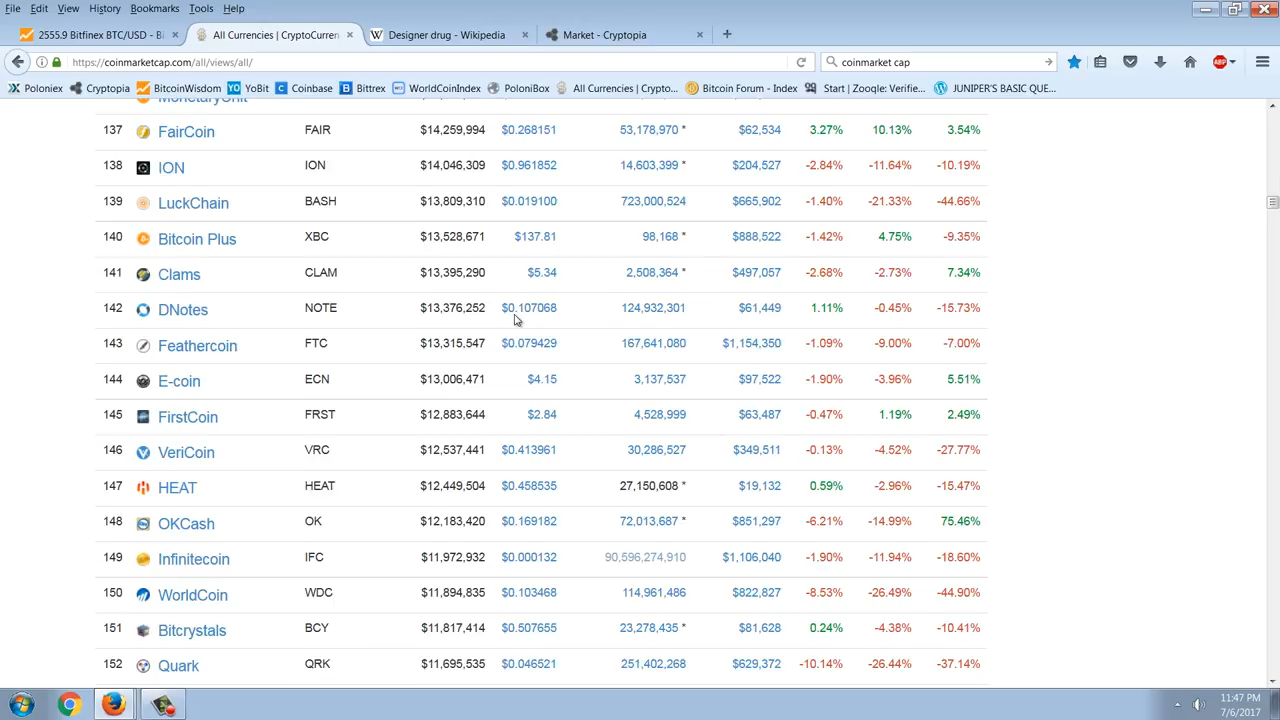 File Edit View History Bookmarks Tools Help
2555.9 Bitfinex BTC/USD - Bi × All Currencies | CryptoCurren × Designer drug - Wikipedia × Market - Cryptopia × +
https://coinmarketcap.com/all/views/all/ coinmarket cap
Poloniex Cryptopia BitcoinWisdom YoBit Coinbase Bittrex WorldCoinIndex PoloniBox All Currencies | Crypto... Bitcoin Forum - Index Start | Zooqle: Verifie... JUNIPER'S BASIC QUE...
MonetaryUnit
137 FairCoin FAIR $14,259,994 $0.268151 53,178,970 * $62,534 3.27% 10.13% 3.54%
138 ION ION $14,046,309 $0.961852 14,603,399 * $204,527 -2.84% -11.64% -10.19%
139 LuckChain BASH $13,809,310 $0.019100 723,000,524 $665,902 -1.40% -21.33% -44.66%
140 Bitcoin Plus XBC $13,528,671 $137.81 98,168 * $888,522 -1.42% 4.75% -9.35%
141 Clams CLAM $13,395,290 $5.34 2,508,364 * $497,057 -2.68% -2.73% 7.34%
142 DNotes NOTE $13,376,252 $0.107068 124,932,301 $61,449 1.11% -0.45% -15.73%
143 Feathercoin FTC $13,315,547 $0.079429 167,641,080 $1,154,350 -1.09% -9.00% -7.00%
144 E-coin ECN $13,006,471 $4.15 3,137,537 $97,522 -1.90% -3.96% 5.51%
145 FirstCoin FRST $12,883,644 $2.84 4,528,999 $63,487 -0.47% 1.19% 2.49%
146 VeriCoin VRC $12,537,441 $0.413961 30,286,527 $349,511 -0.13% -4.52% -27.77%
147 HEAT HEAT $12,449,504 $0.458535 27,150,608 * $19,132 0.59% -2.96% -15.47%
148 OKCash OK $12,183,420 $0.169182 72,013,687 * $851,297 -6.21% -14.99% 75.46%
149 Infinitecoin IFC $11,972,932 $0.000132 90,596,274,910 $1,106,040 -1.90% -11.94% -18.60%
150 WorldCoin WDC $11,894,835 $0.103468 114,961,486 $822,827 -8.53% -26.49% -44.90%
151 Bitcrystals BCY $11,817,414 $0.507655 23,278,435 * $81,628 0.24% -4.38% -10.41%
152 Quark QRK $11,695,535 $0.046521 251,402,268 $629,372 -10.14% -26.44% -37.14%
11:47 PM
7/6/2017